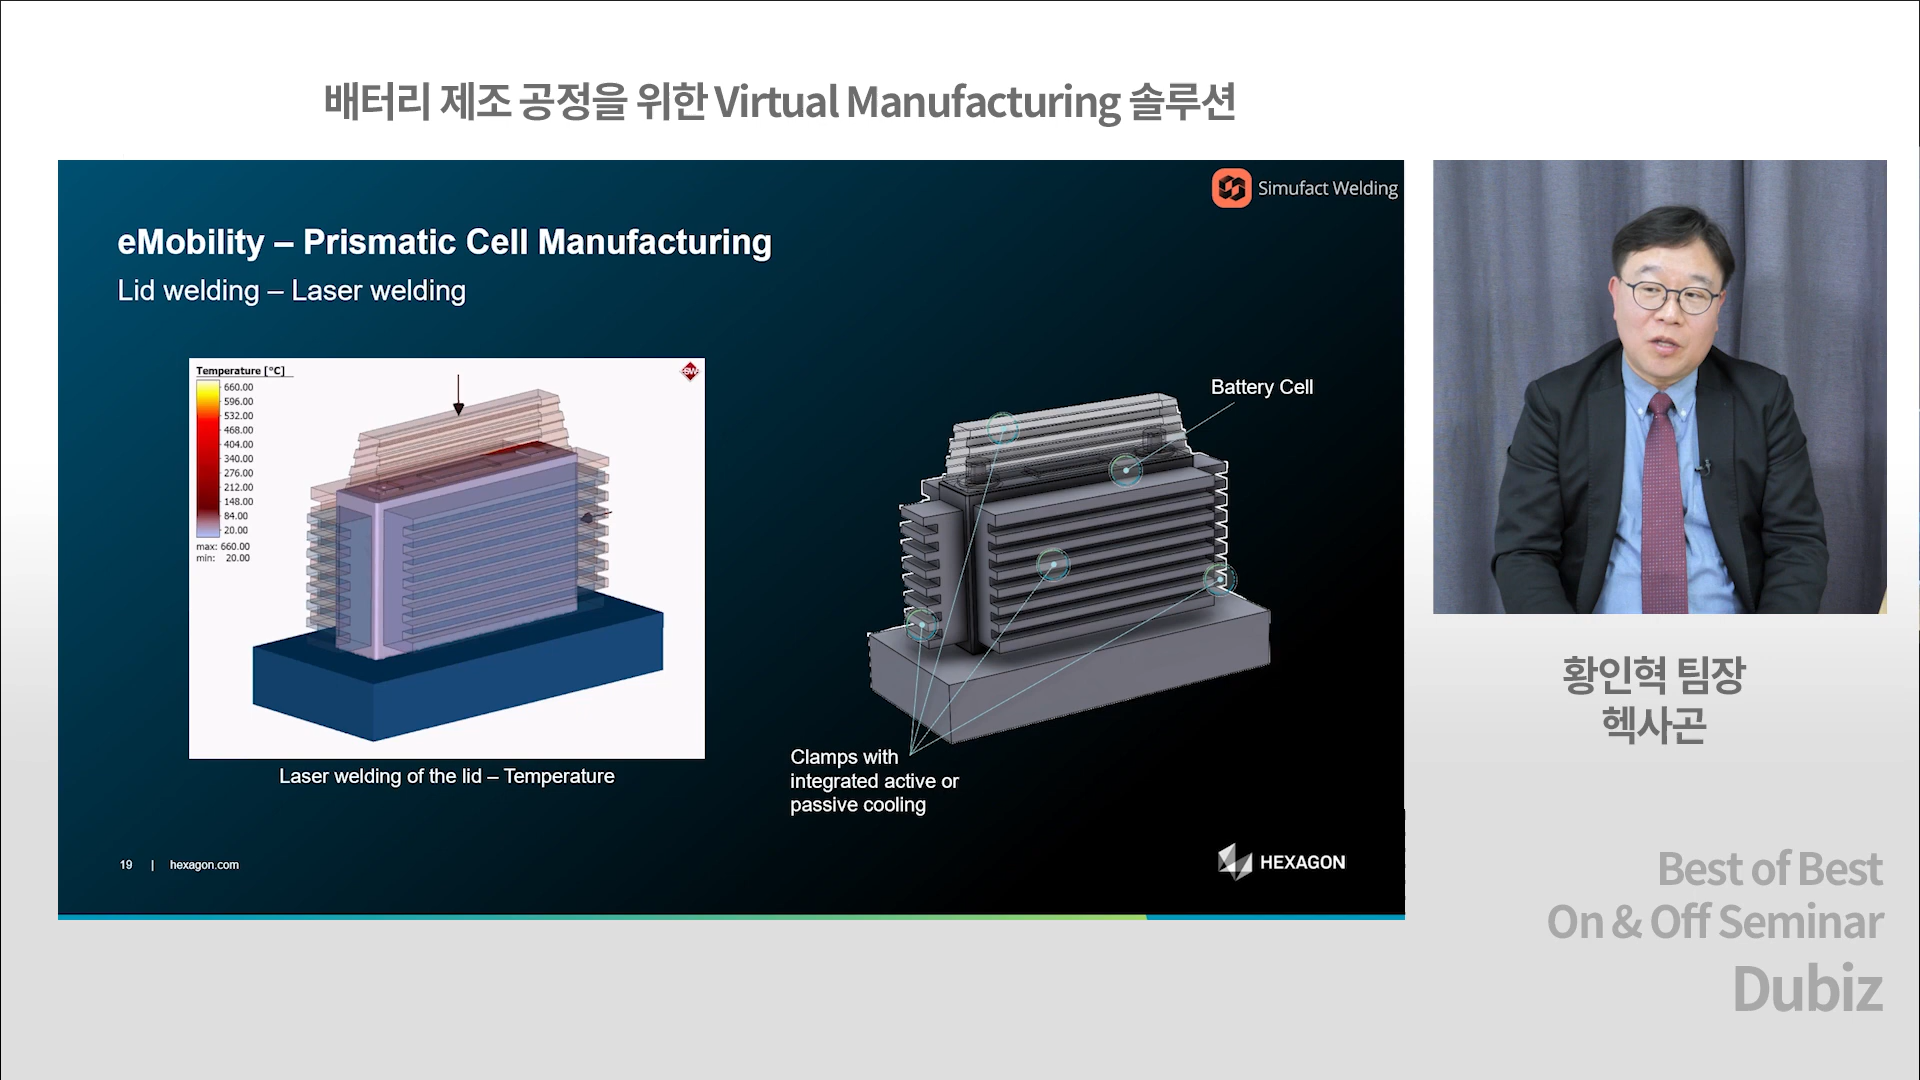 배터리 제조 공정을 위한 Virtual Manufacturing 솔루션
Simufact Welding
eMobility – Prismatic Cell Manufacturing
Lid welding – Laser welding
Temperature [°C]
660.00
596.00
532.00
468.00
404.00
340.00
276.00
212.00
148.00
84.00
20.00
max: 660.00
min: 20.00
SW
Battery Cell
Clamps with
integrated active or
passive cooling
Laser welding of the lid – Temperature
19 | hexagon.com
HEXAGON
황인혁 팀장
헥사곤
Best of Best
On & Off Seminar
Dubiz